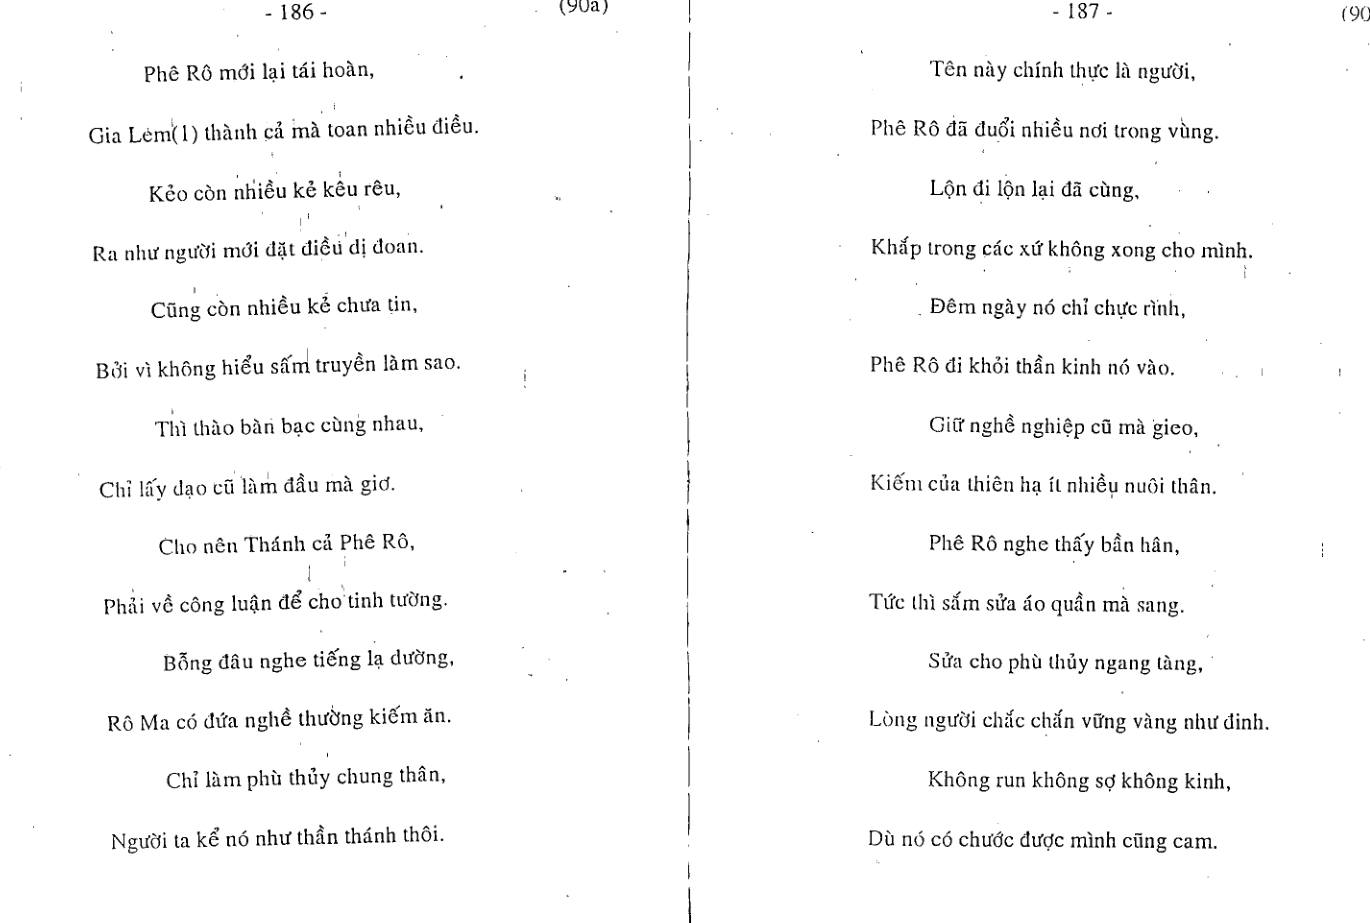 - 186 -
(90a)
Phê Rô mới lại tái hoàn,
Gia Lêm(1) thành cả mà toan nhiều điều.
Kẻo còn nhiều kẻ kêu rêu,
Ra như người mới đặt điều dị đoan.
Cũng còn nhiều kẻ chưa tin,
Bởi vì không hiểu sấm truyền làm sao.
Thì thào bàn bạc cùng nhau,
Chỉ lấy đạo cũ làm đầu mà giơ.
Cho nên Thánh cả Phê Rô,
Phải về công luận để cho tinh tường.
Bỗng đâu nghe tiếng lạ dường,
Rô Ma có đứa nghề thường kiếm ăn.
Chỉ làm phù thủy chung thân,
Người ta kể nó như thần thánh thôi.
- 187 -
(90
Tên này chính thực là người,
Phê Rô đã đuổi nhiều nơi trong vùng.
Lộn đi lộn lại đã cùng,
Khắp trong các xứ không xong cho mình.
Đêm ngày nó chỉ chực rình,
Phê Rô đi khỏi thần kinh nó vào.
Giữ nghề nghiệp cũ mà gieo,
Kiếm của thiên hạ ít nhiều nuôi thân.
Phê Rô nghe thấy bần hân,
Tức thì sắm sửa áo quần mà sang.
Sửa cho phù thủy ngang tàng,
Lòng người chắc chắn vững vàng như đinh.
Không run không sợ không kinh,
Dù nó có chước được mình cũng cam.